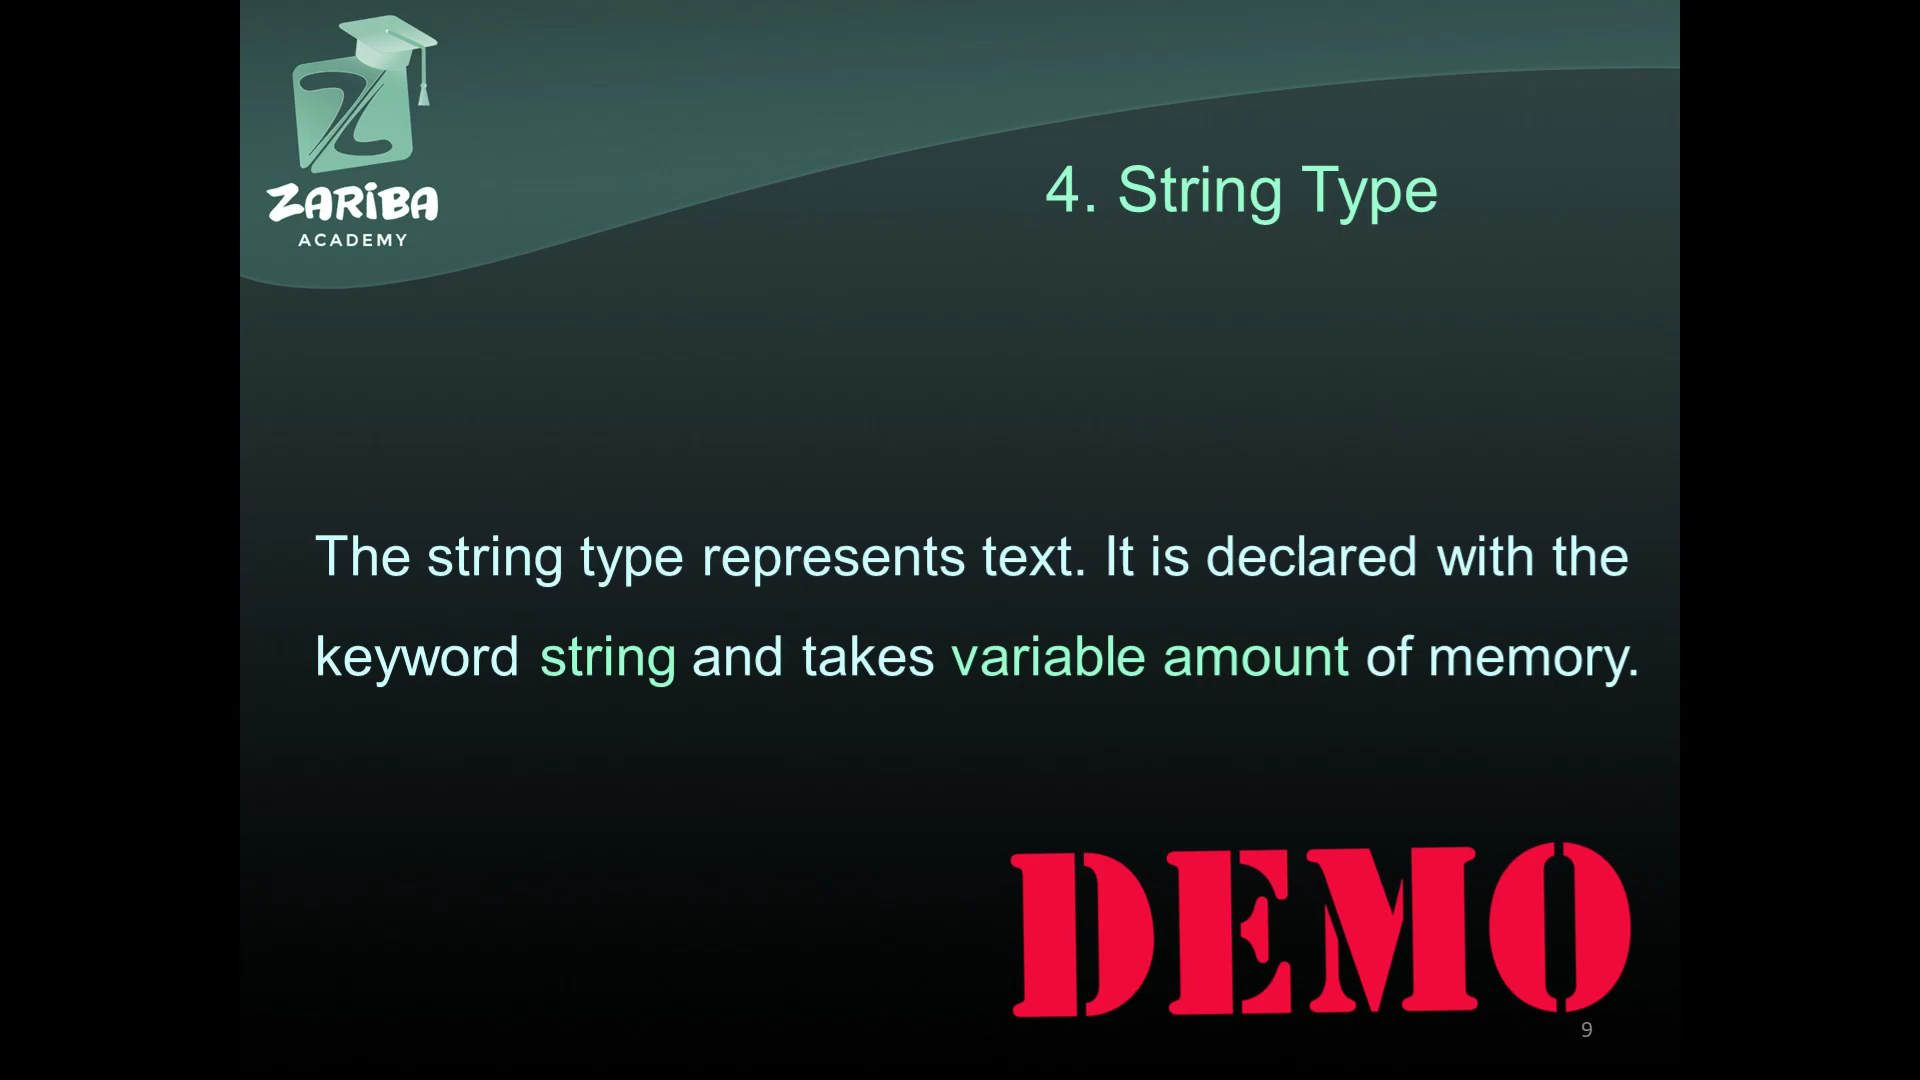 ZARIBA
ACADEMY
4. String Type
The string type represents text. It is declared with the
keyword string and takes variable amount of memory.
DEMO
9